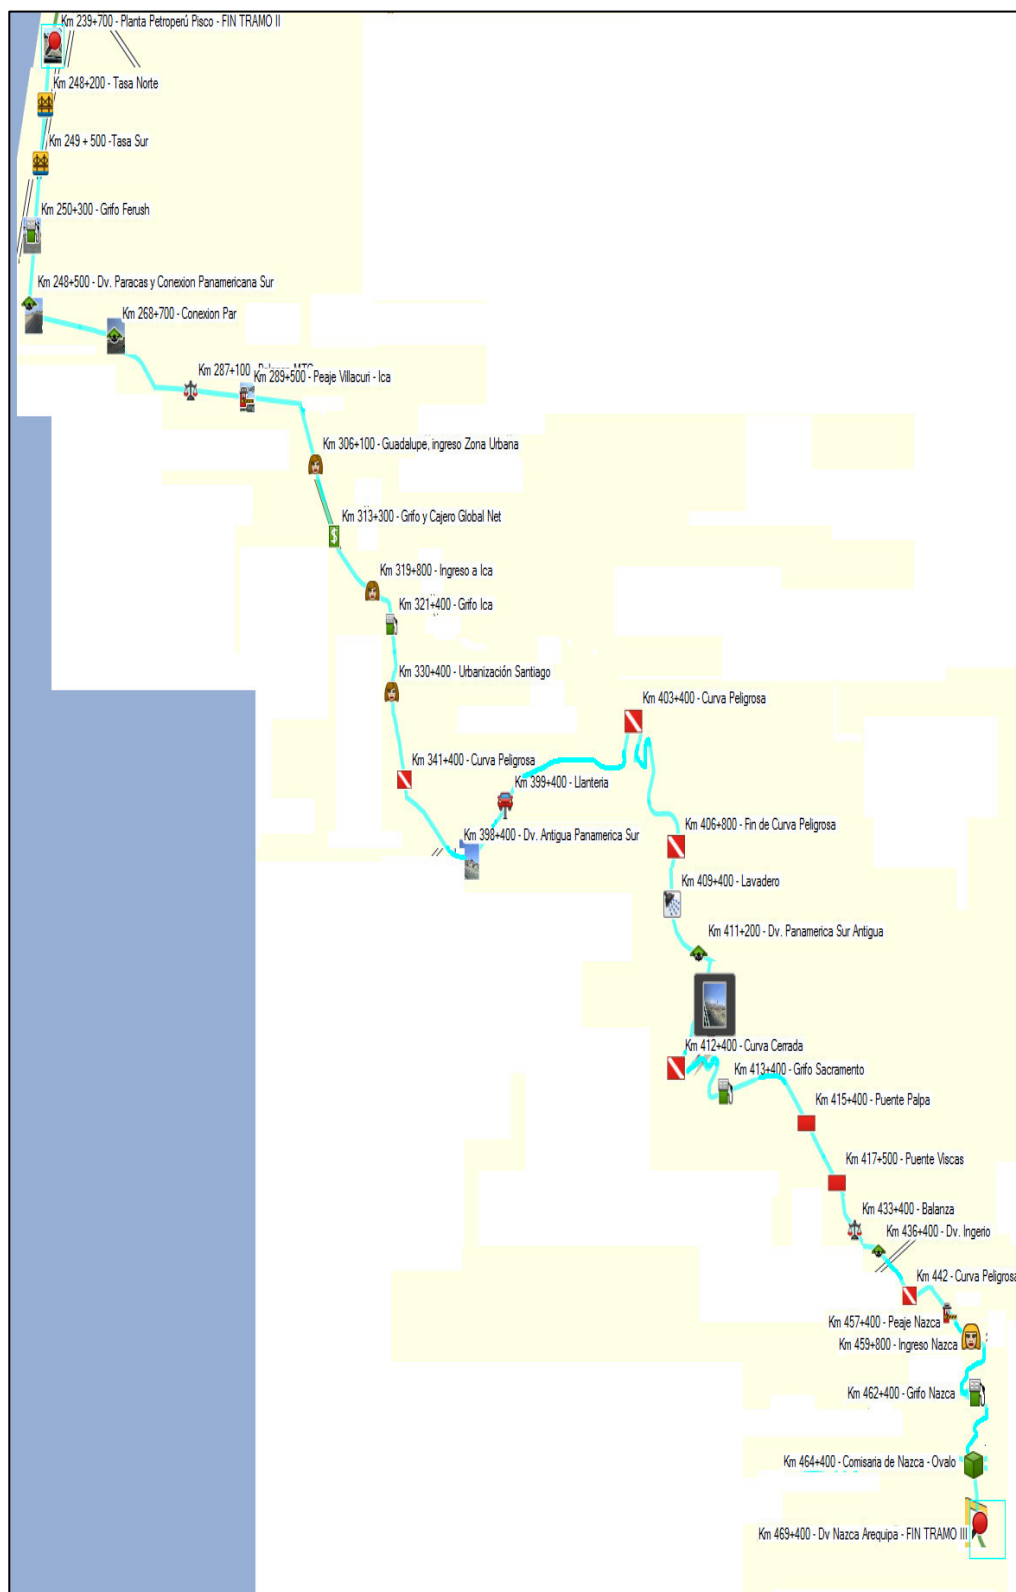 Km 239+700 - Planta Petroperú Pisco - FIN TRAMO II
Km 248+200 - Tasa Norte
Km 249 + 500 -Tasa Sur
Km 250+300 - Grifo Ferush
Km 248+500 - Dv. Paracas y Conexion Panamericana Sur
Km 268+700 - Conexion Par
Km 287+100 -
Km 289+500 - Peaje Villacuri - Ica
Km 306+100 - Guadalupe, ingreso Zona Urbana
Km 313+300 - Grifo y Cajero Global Net
Km 319+800 - Ingreso a Ica
Km 321+400 - Grifo Ica
Km 330+400 - Urbanización Santiago
Km 403+400 - Curva Peligrosa
Km 341+400 - Curva Peligrosa
Km 399+400 - Llanteria
Km 406+800 - Fin de Curva Peligrosa
Km 398+400 - Dv. Antigua Panamerica Sur
Km 409+400 - Lavadero
Km 411+200 - Dv. Panamerica Sur Antigua
Km 412+400 - Curva Cerrada
Km 413+400 - Grifo Sacramento
Km 415+400 - Puente Palpa
Km 417+500 - Puente Viscas
Km 433+400 - Balanza
Km 436+400 - Dv. Ingerio
Km 442 - Curva Peligrosa
Km 457+400 - Peaje Nazca
Km 459+800 - Ingreso Nazca
Km 462+400 - Grifo Nazca
Km 464+400 - Comisaria de Nazca - Ovalo
Km 469+400 - Dv Nazca Arequipa - FIN TRAMO III